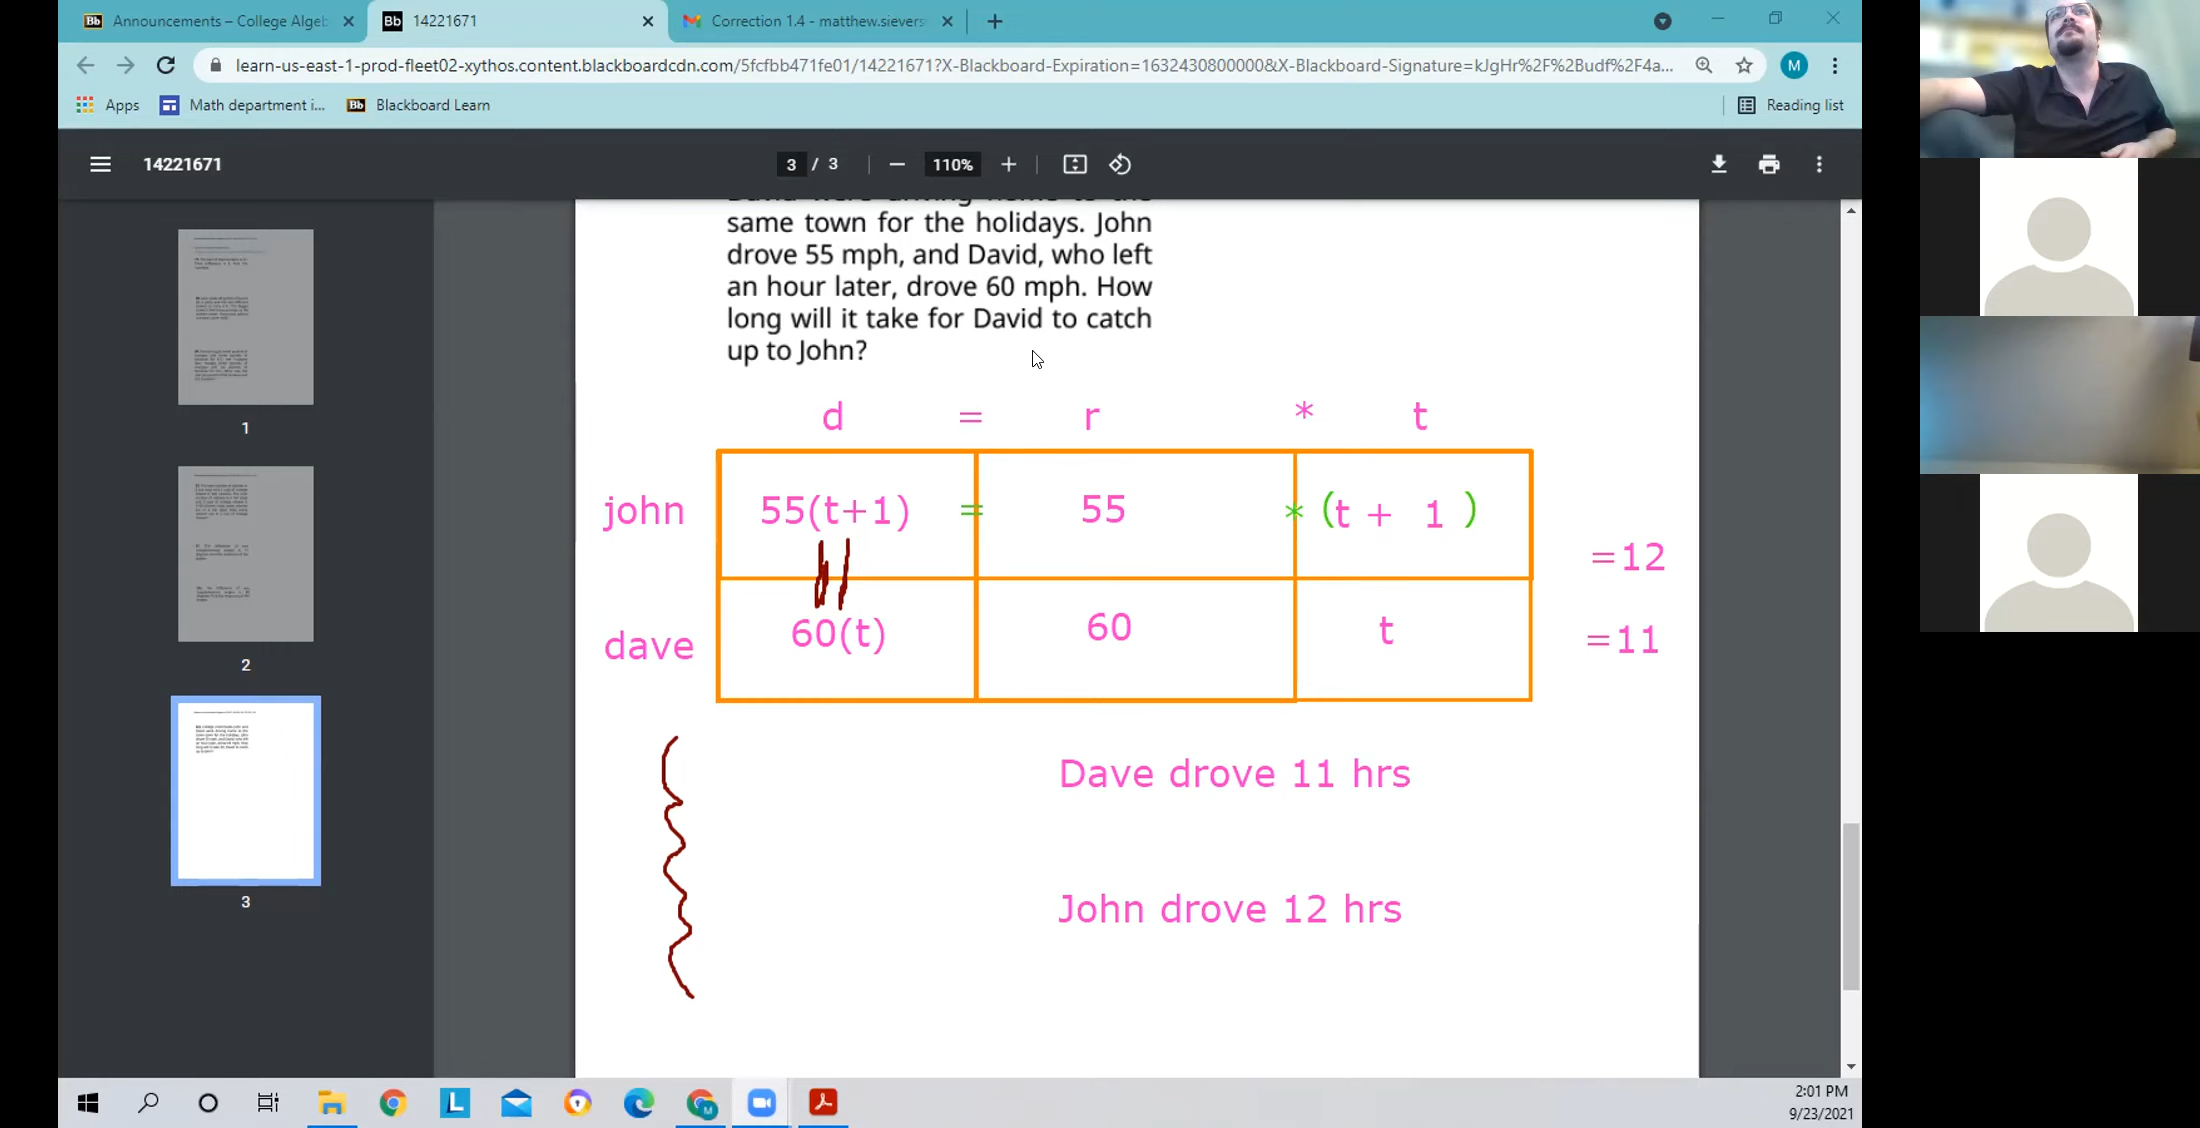 Announcements – College Algeb
14221671
Correction 1.4 - matthew.sievers
learn-us-east-1-prod-fleet02-xythos.content.blackboardcdn.com/5fcfbb471fe01/14221671?X-Blackboard-Expiration=1632430800000&X-Blackboard-Signature=kJgHr%2F%2Budf%2F4a...
M
Apps
Math department i...
Bb
Blackboard Learn
Reading list
14221671
3 / 3
110%
same town for the holidays. John
drove 55 mph, and David, who left
an hour later, drove 60 mph. How
long will it take for David to catch
up to John?
d = r * t
john 55(t+1) = 55 * (t + 1 )
=12
dave 60(t) 60 t =11
Dave drove 11 hrs
John drove 12 hrs
1
2
3
2:01 PM
9/23/2021